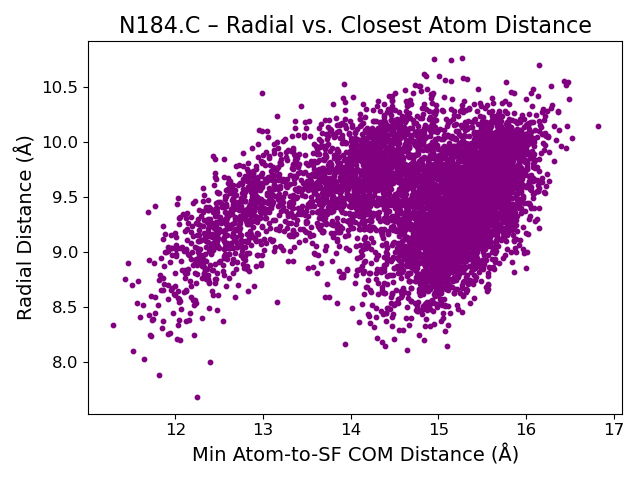 N184.C – Radial vs. Closest Atom Distance
Radial Distance (Å)
10.5
10.0
9.5
9.0
8.5
8.0
12 13 14 15 16 17
Min Atom-to-SF COM Distance (Å)